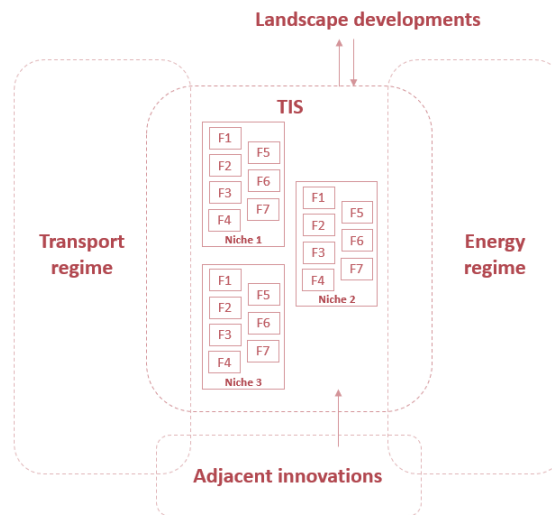 Landscape developments
TIS
F1
F2
F3
F4
F5
F6
F7
Niche 1
F1
F2
F3
F4
F5
F6
F7
Niche 2
Transport
regime
Energy
regime
F1
F2
F3
F4
F5
F6
F7
Niche 3
Adjacent innovations